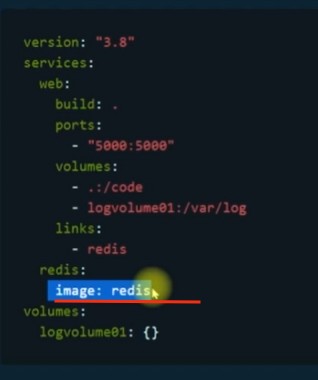 version: "3.8"
services:
  web:
    build: .
    ports:
      - "5000:5000"
    volumes:
      - .:/code
      - logvolume01:/var/log
    links:
      - redis
  redis:
    image: redis
volumes:
  logvolume01: {}